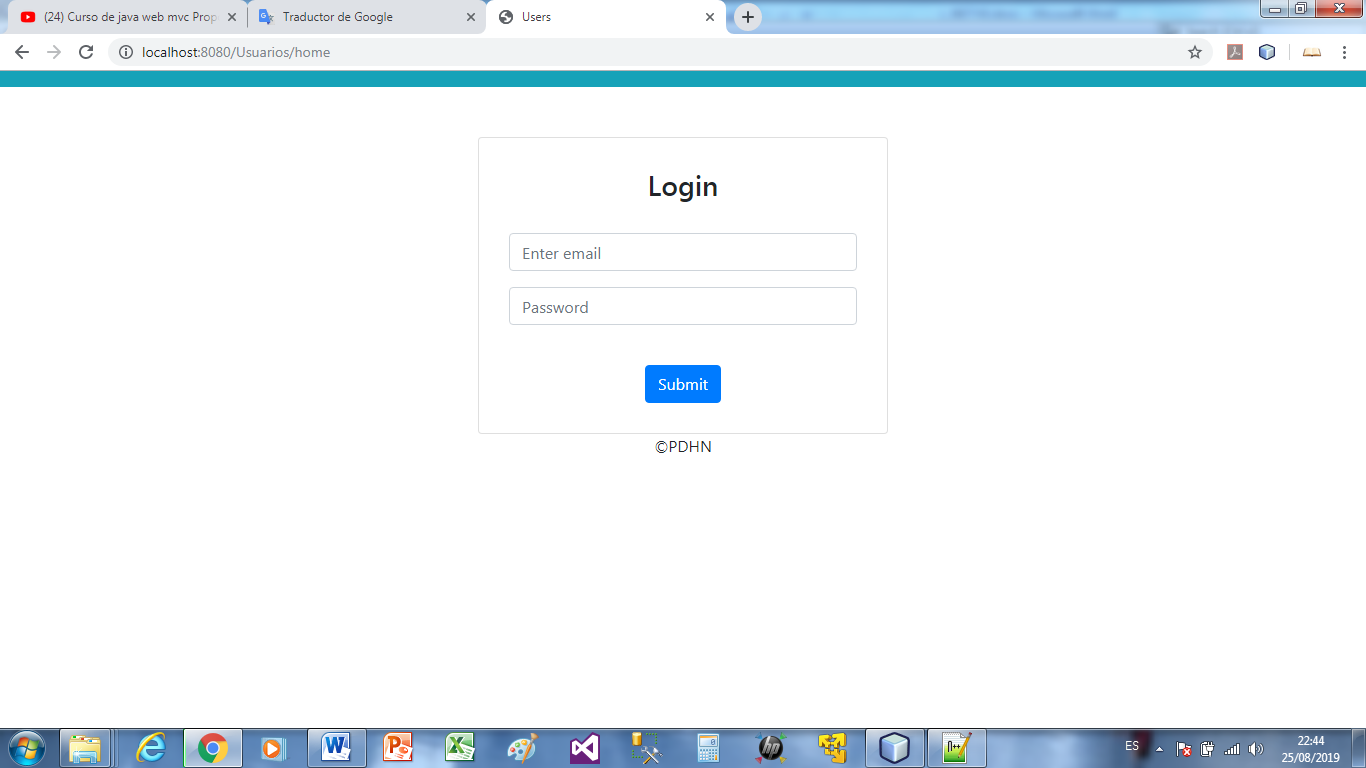 (24) Curso de java web mvc Prop
Traductor de Google
Users
localhost:8080/Usuarios/home
Login
Enter email
Password
Submit
©PDHN
ES
22:44
25/08/2019